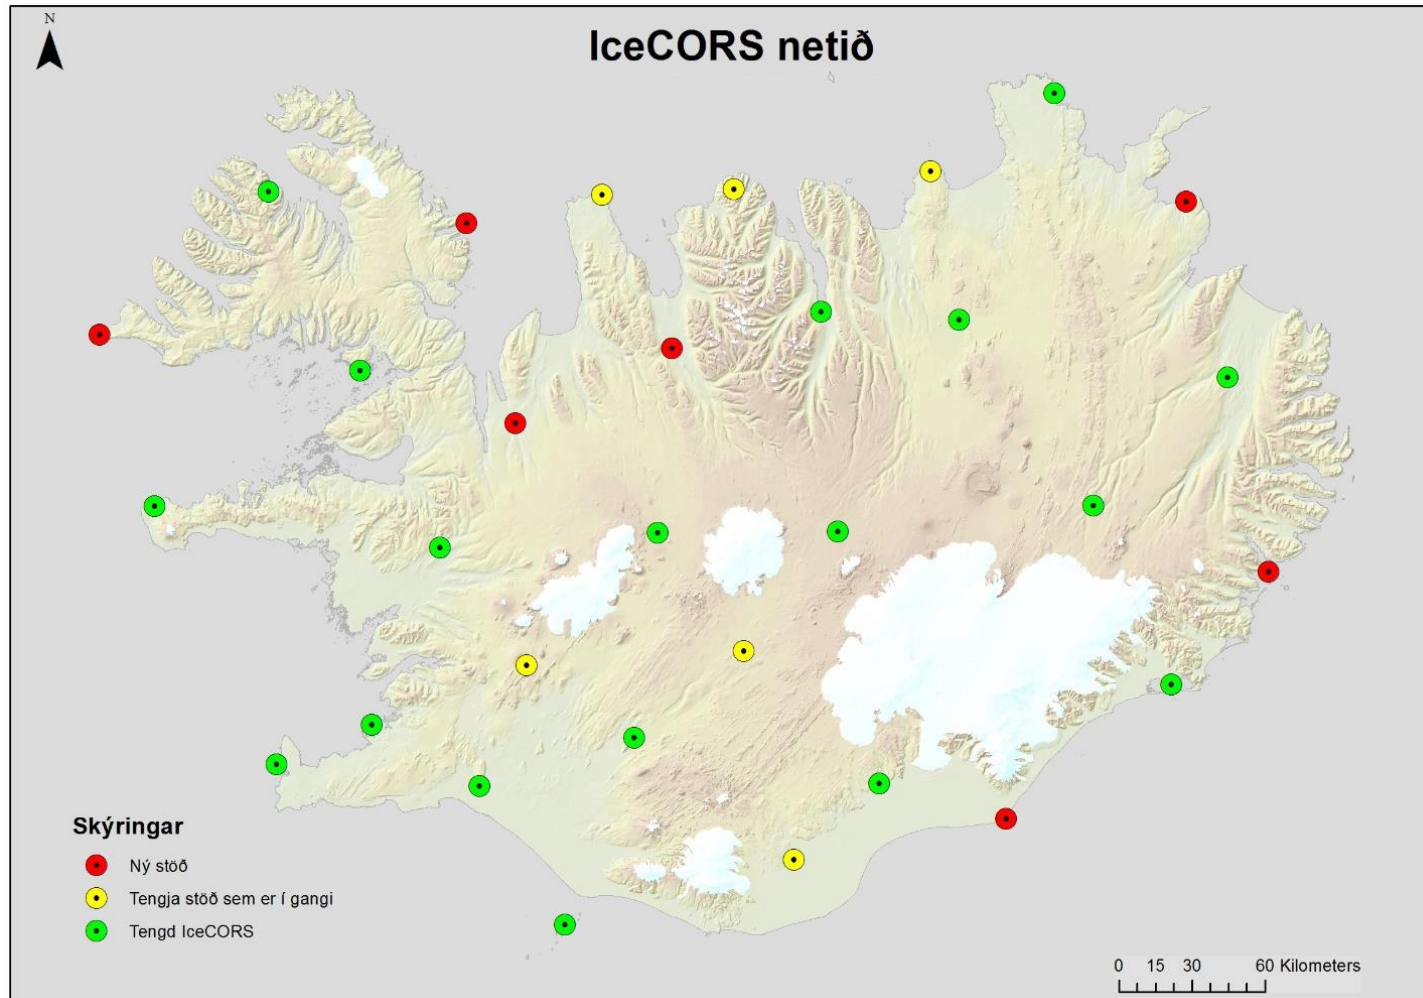 N
IceCORS netið
Skýringar
Ný stöð
Tengja stöð sem er í gangi
Tengd IceCORS
0 15 30 60 Kilometers